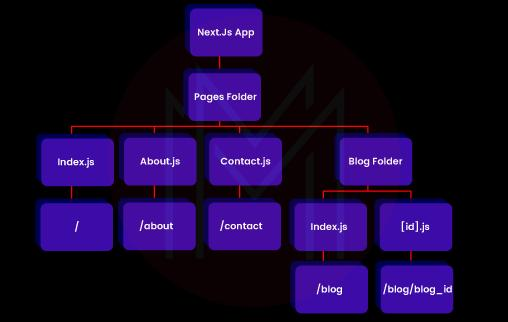 Next.Js App
Pages Folder
Index.js
About.js
Contact.js
Blog Folder
/
/about
/contact
Index.js
[id].js
/blog
/blog/blog_id